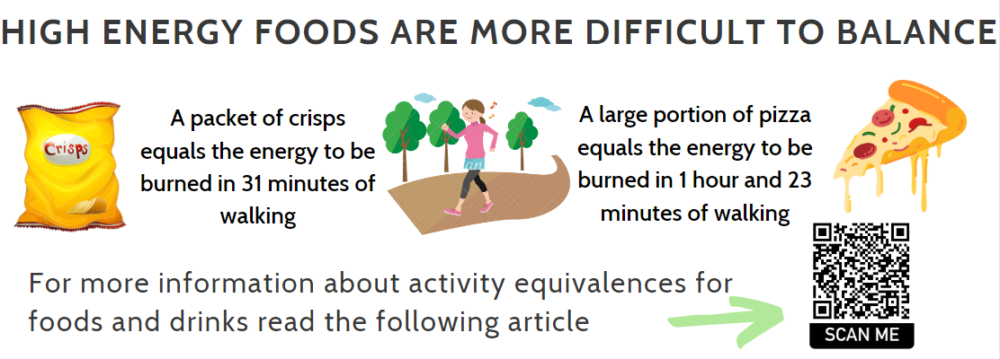 HIGH ENERGY FOODS ARE MORE DIFFICULT TO BALANCE
Crisps
A packet of crisps
equals the energy to be
burned in 31 minutes of
walking
A large portion of pizza
equals the energy to be
burned in 1 hour and 23
minutes of walking
For more information about activity equivalences for
foods and drinks read the following article
SCAN ME